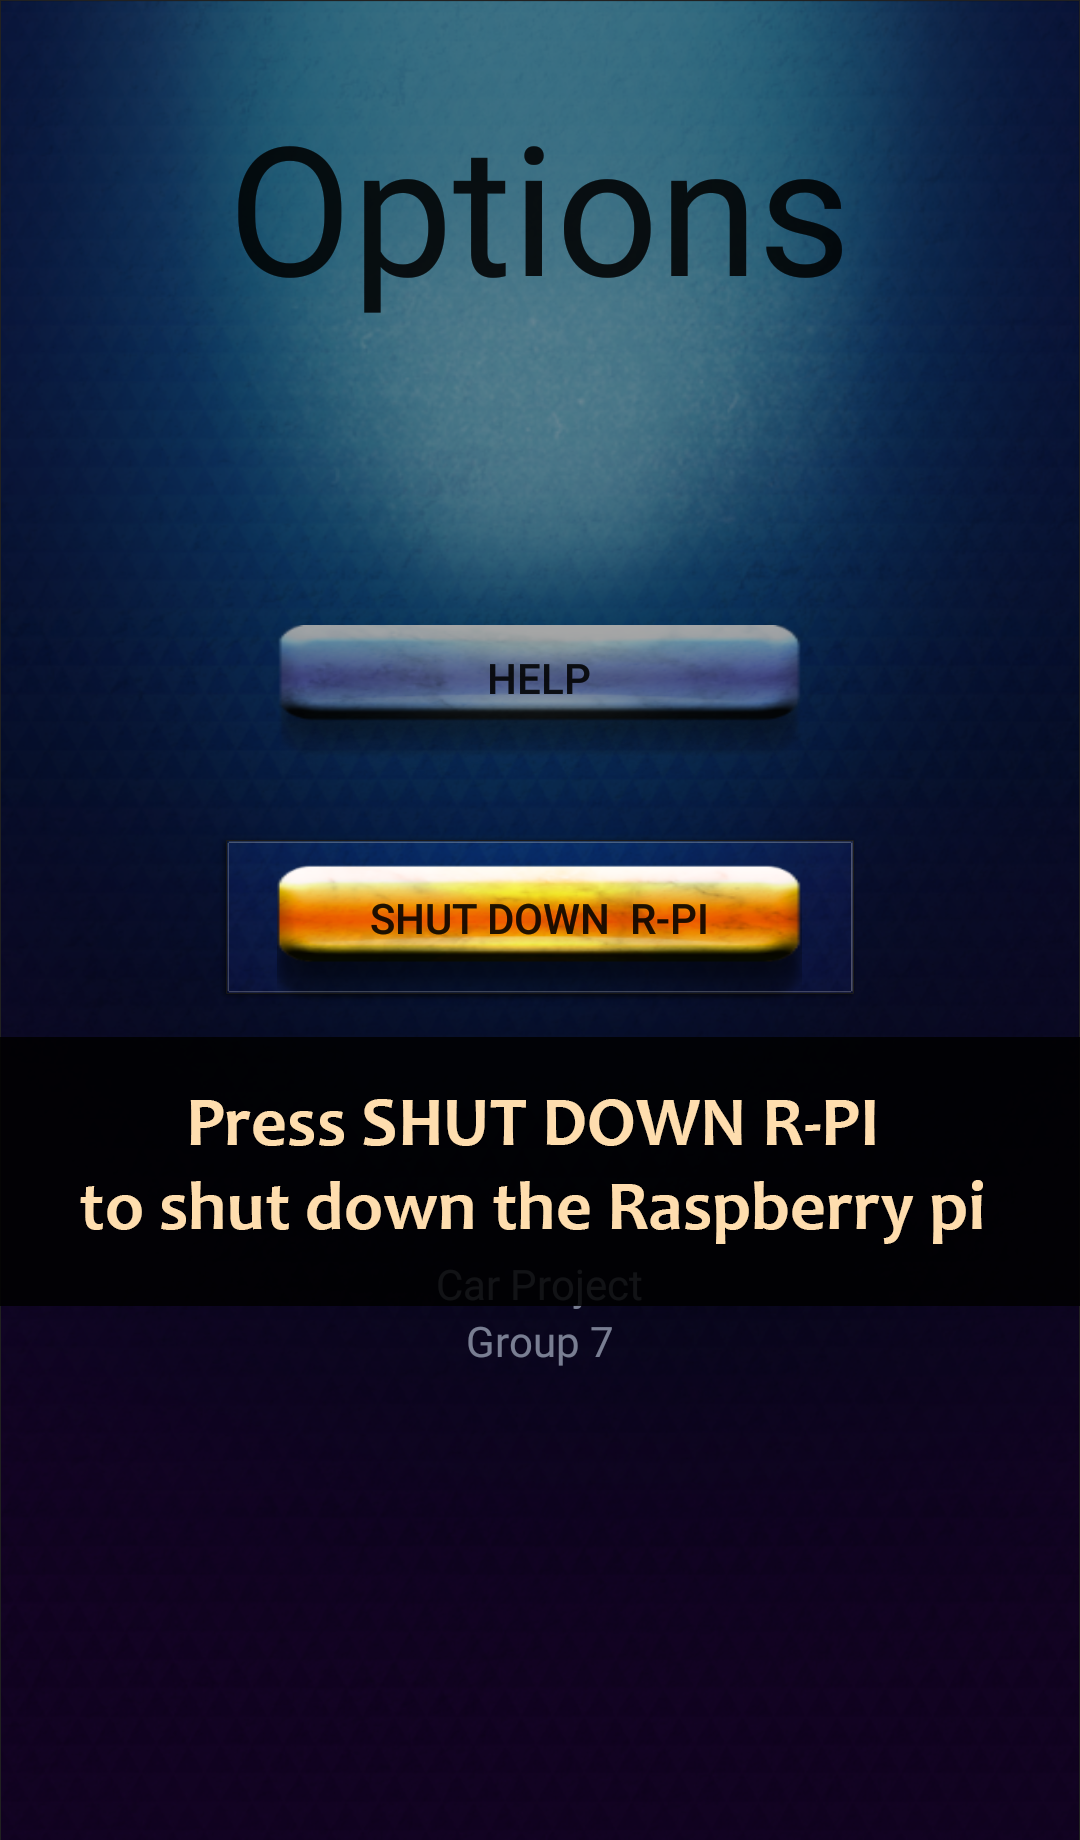 Options
HELP
SHUT DOWN  R-PI
Press SHUT DOWN R-PI
to shut down the Raspberry pi
Car Project
Group 7